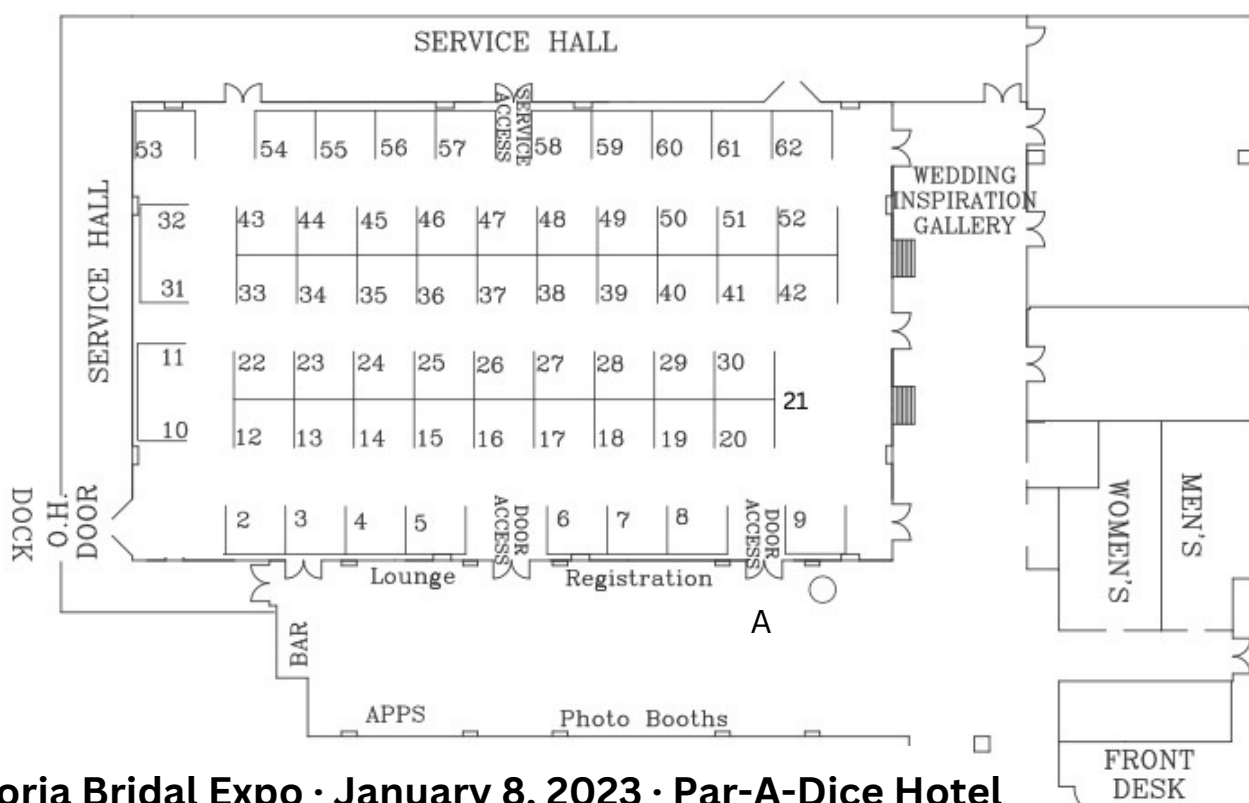 SERVICE HALL
SERVICE ACCESS
53 54 55 56 57 58 59 60 61 62
WEDDING
INSPIRATION
GALLERY
SERVICE HALL
32 43 44 45 46 47 48 49 50 51 52
31 33 34 35 36 37 38 39 40 41 42
11 22 23 24 25 26 27 28 29 30
21
10 12 13 14 15 16 17 18 19 20
DOCK
O.H.
DOOR
2 3 4 5
DOOR
ACCESS
6 7 8
DOOR
ACCESS
9
WOMEN'S
MEN'S
Lounge
Registration
A
BAR
APPS
Photo Booths
FRONT
DESK
oria Bridal Expo · January 8, 2023 · Par-A-Dice Hotel